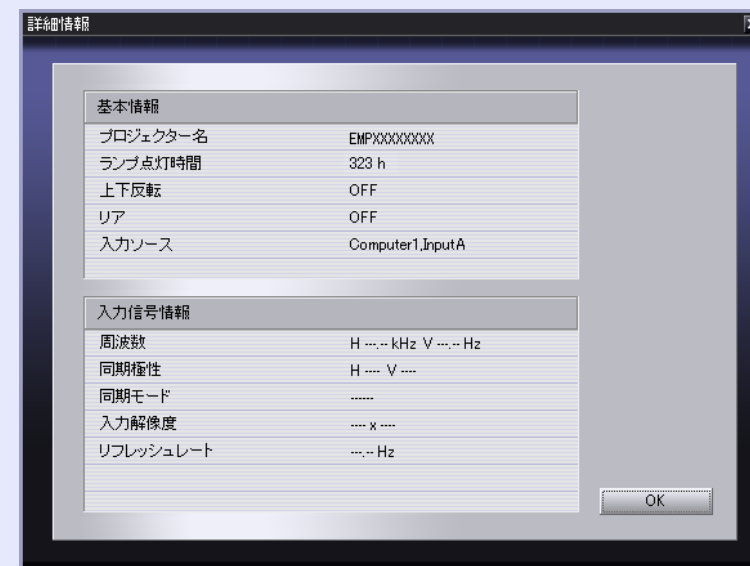 詳細情報
基本情報
プロジェクター名 EMPXXXXXXXX
ランプ点灯時間 323 h
上下反転 OFF
リア OFF
入力ソース Computer1,InputA
入力信号情報
周波数 H ---.-- kHz V ---.-- Hz
同期極性 H ---- V ----
同期モード ------
入力解像度 ---- x ----
リフレッシュレート ---.-- Hz
OK